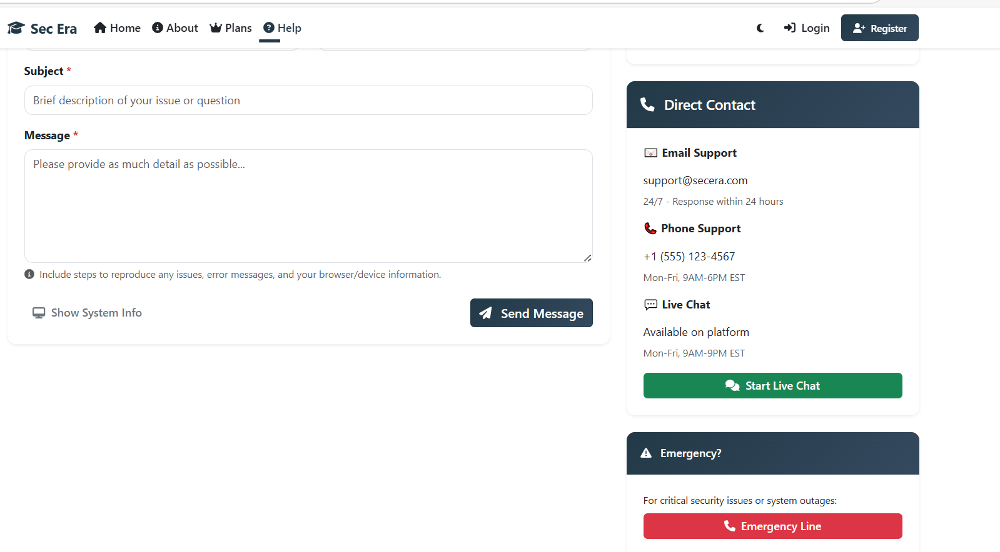 Sec Era
Home
About
Plans
Help
Login
Register
Subject *
Brief description of your issue or question
Message *
Please provide as much detail as possible...
Include steps to reproduce any issues, error messages, and your browser/device information.
Show System Info
Send Message
Direct Contact
Email Support
support@secera.com
24/7 - Response within 24 hours
Phone Support
+1 (555) 123-4567
Mon-Fri, 9AM-6PM EST
Live Chat
Available on platform
Mon-Fri, 9AM-9PM EST
Start Live Chat
Emergency?
For critical security issues or system outages:
Emergency Line